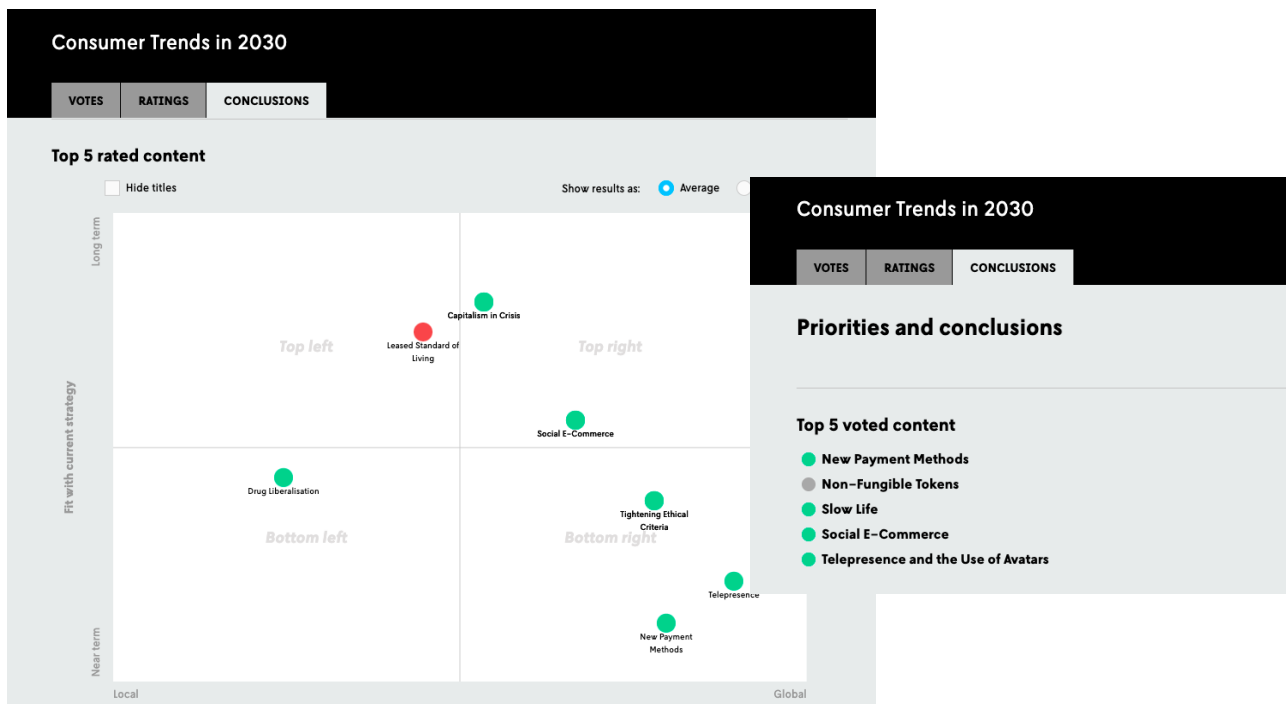 Consumer Trends in 2030
VOTES
RATINGS
CONCLUSIONS
Top 5 rated content
Hide titles
Show results as:
Average
Long term
Fit with current strategy
Near term
Top left
Top right
Bottom left
Bottom right
Capitalism in Crisis
Leased Standard of
Living
Social E-Commerce
Drug Liberalisation
Tightening Ethical
Criteria
Telepresence
New Payment
Methods
Local
Global
Consumer Trends in 2030
VOTES
RATINGS
CONCLUSIONS
Priorities and conclusions
Top 5 voted content
New Payment Methods
Non-Fungible Tokens
Slow Life
Social E-Commerce
Telepresence and the Use of Avatars